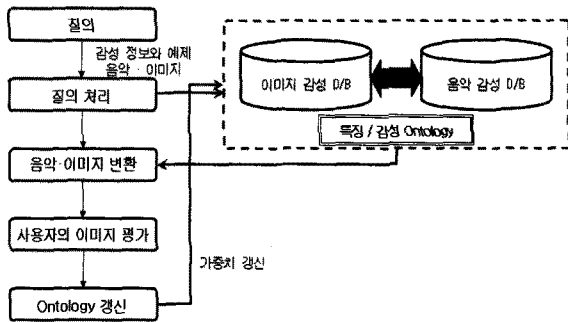 질의
감성 정보와 예제
음악 · 이미지
질의 처리
음악·이미지 변환
사용자의 이미지 평가
Ontology 갱신
가중치 갱신
이미지 감성 D/B
음악 감성 D/B
특징 / 감성 Ontology